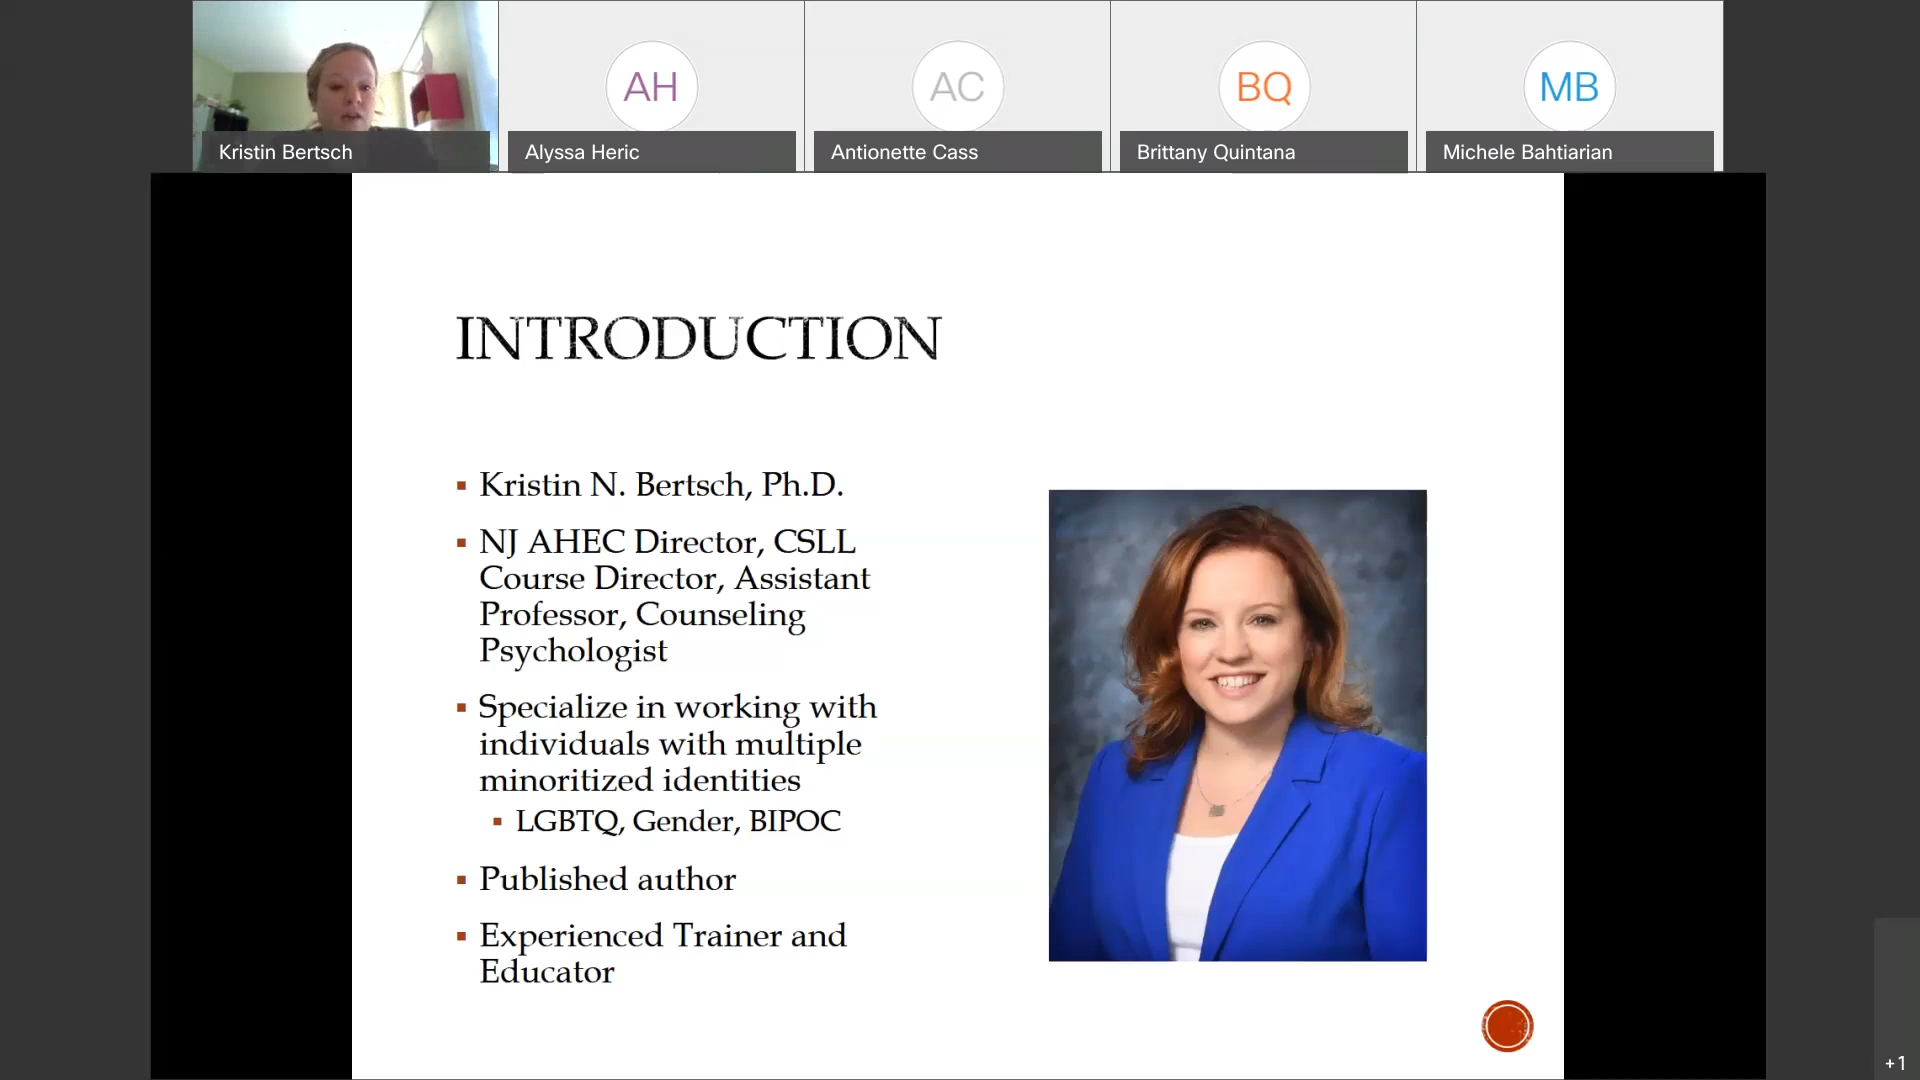 AH
AC
BQ
MB
Kristin Bertsch
Alyssa Heric
Antionette Cass
Brittany Quintana
Michele Bahtiarian
INTRODUCTION
▪ Kristin N. Bertsch, Ph.D.
▪ NJ AHEC Director, CSLL
Course Director, Assistant
Professor, Counseling
Psychologist
▪ Specialize in working with
individuals with multiple
minoritized identities
▪ LGBTQ, Gender, BIPOC
▪ Published author
▪ Experienced Trainer and
Educator
+1